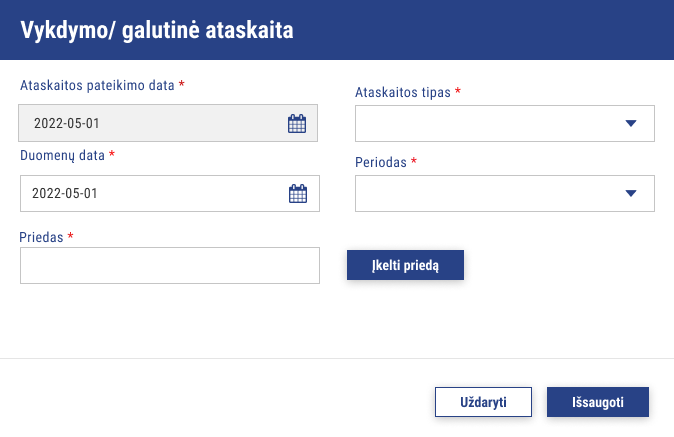 Vykdymo/ galutinė ataskaita
Ataskaitos pateikimo data *
Ataskaitos tipas *
2022-05-01
Duomenų data *
Periodas *
2022-05-01
Priedas *
Įkelti priedą
Uždaryti
Išsaugoti